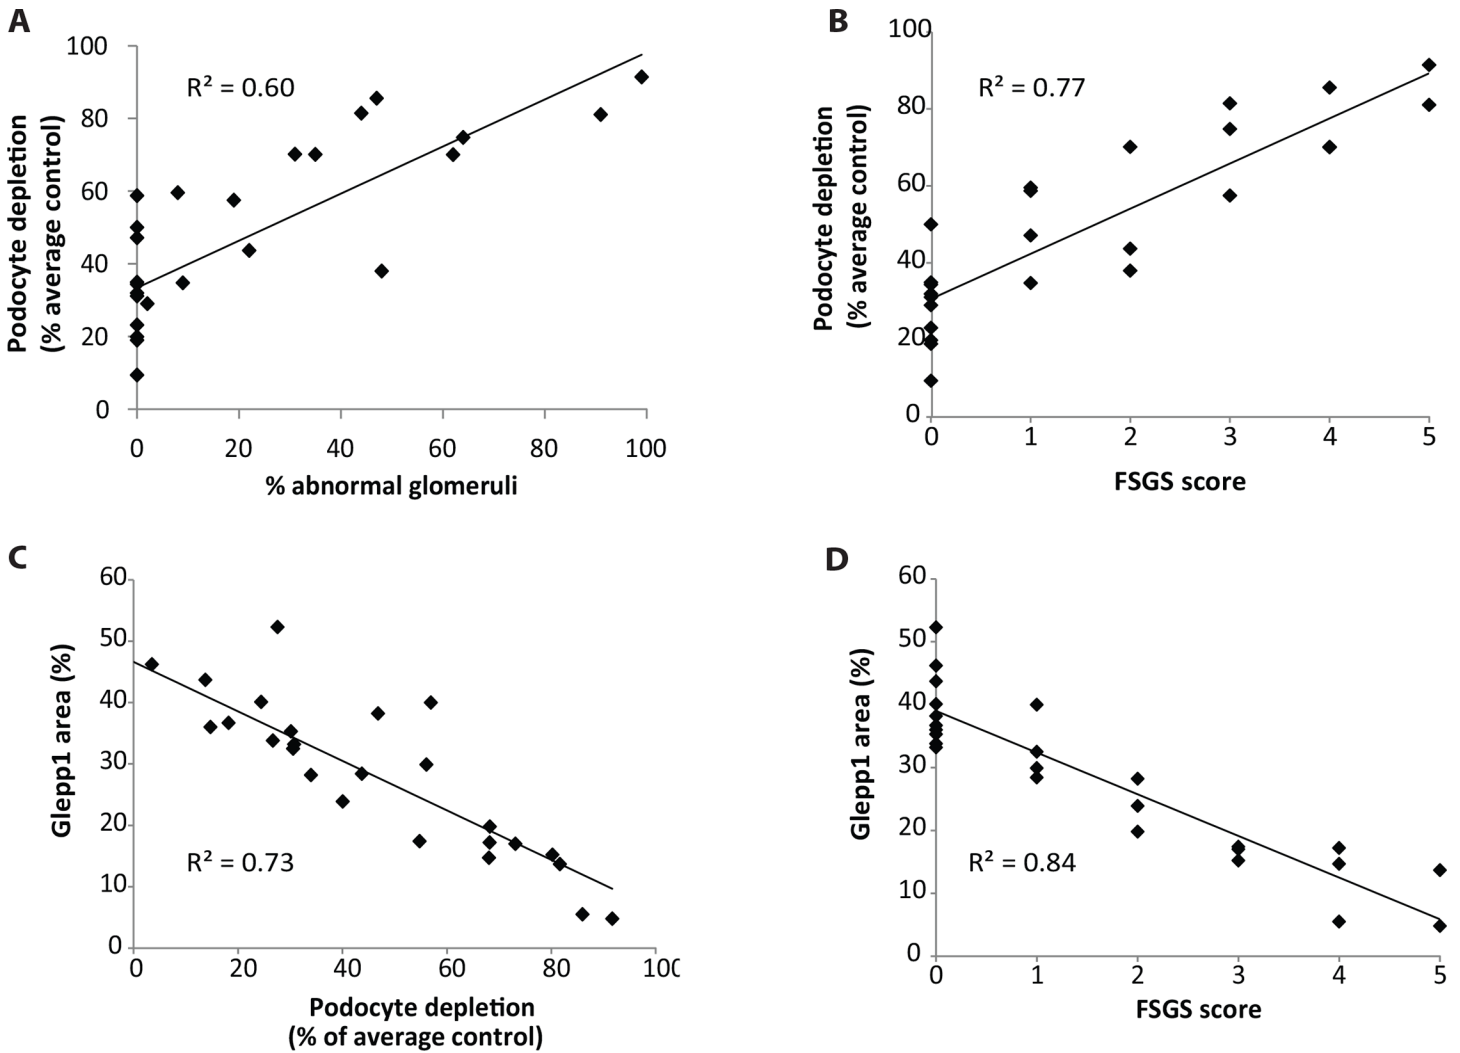 A
B
100
80
60
40
20
0
R² = 0.60
Podocyte depletion
(% average control)
0 20 40 60 80 100
% abnormal glomeruli
100
80
60
40
20
0
R² = 0.77
Podocyte depletion
(% average control)
0 1 2 3 4 5
FSGS score
C
D
60
50
40
30
20
10
0
R² = 0.73
Glepp1 area (%)
0 20 40 60 80 100
Podocyte depletion
(% of average control)
60
50
40
30
20
10
0
R² = 0.84
Glepp1 area (%)
0 1 2 3 4 5
FSGS score